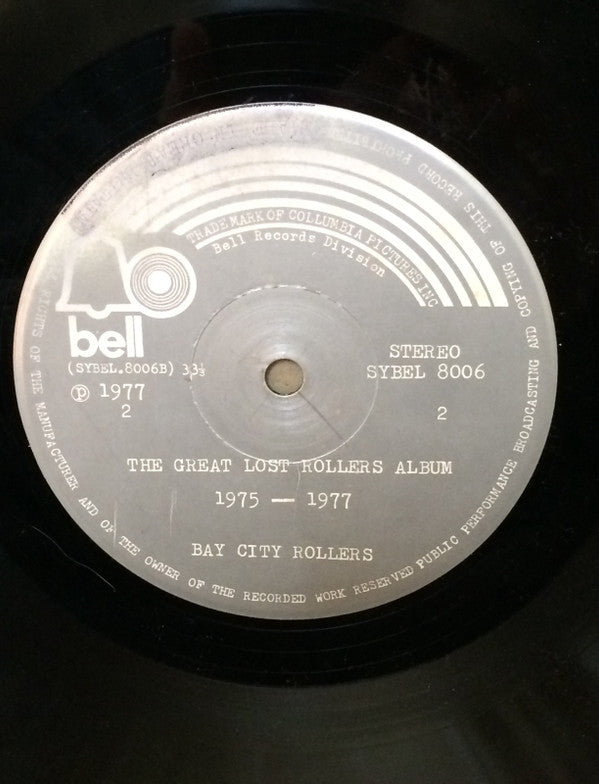 TRADE MARK OF COLLUMBIA PICTURES INC
Bell Records Division
bell
(SYBEL.8006B) 33⅓
℗ 1977
2
STEREO
SYBEL 8006
2
THE GREAT LOST ROLLERS ALBUM
1975 — 1977
BAY CITY ROLLERS
RIGHTS OF THE MANUFACTURER AND OF THE OWNER OF THE RECORDED WORK RESERVED PUBLIC PERFORMANCE BROADCASTING AND COPYING OF THIS RECORD PROHIBITED